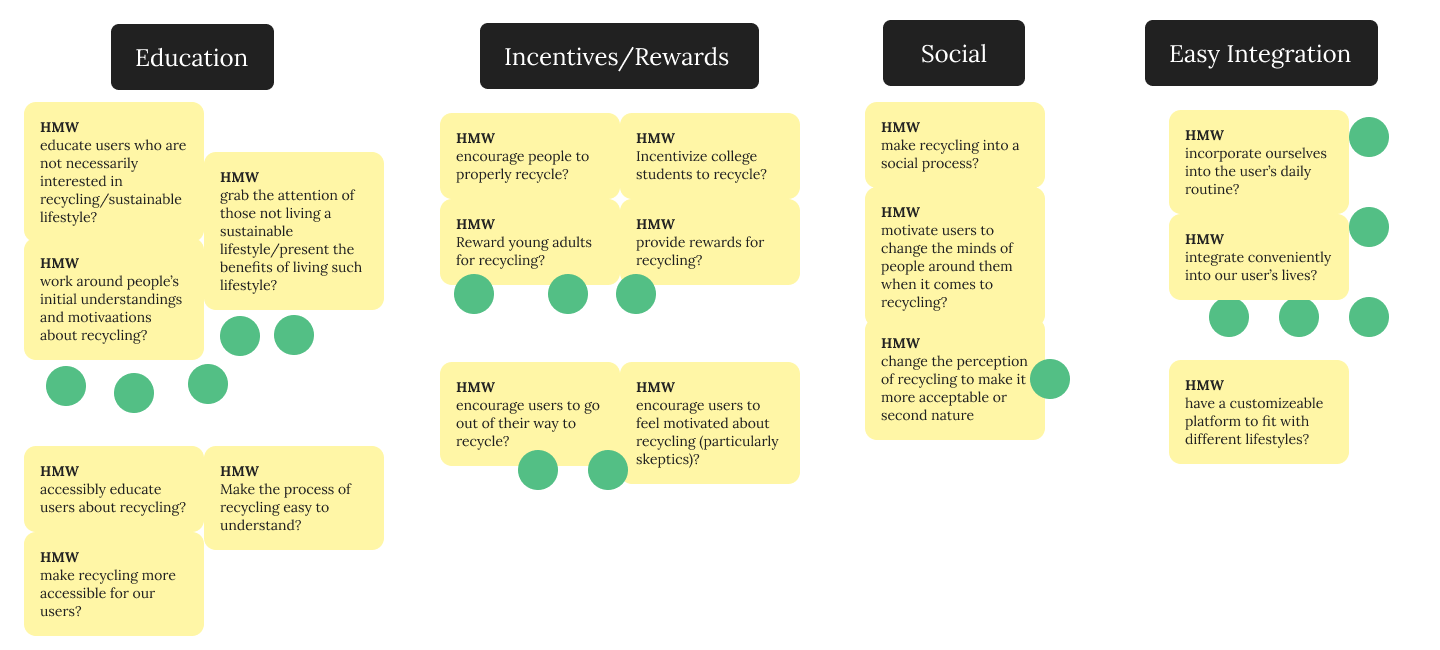 Education
HMW
educate users who are
not necessarily
interested in
recycling/sustainable
lifestyle?
HMW
grab the attention of
those not living a
sustainable
lifestyle/present the
benefits of living such
lifestyle?
HMW
work around people's
initial understandings
and motivaations
about recycling?
HMW
accessibly educate
users about recycling?
HMW
Make the process of
recycling easy to
understand?
HMW
make recycling more
accessible for our
users?
Incentives/Rewards
HMW
encourage people to
properly recycle?
HMW
Incentivize college
students to recycle?
HMW
Reward young adults
for recycling?
HMW
provide rewards for
recycling?
HMW
encourage users to go
out of their way to
recycle?
HMW
encourage users to
feel motivated about
recycling (particularly
skeptics)?
Social
HMW
make recycling into a
social process?
HMW
motivate users to
change the minds of
people around them
when it comes to
recycling?
HMW
change the perception
of recycling to make it
more acceptable or
second nature
Easy Integration
HMW
incorporate ourselves
into the user's daily
routine?
HMW
integrate conveniently
into our user's lives?
HMW
have a customizeable
platform to fit with
different lifestyles?